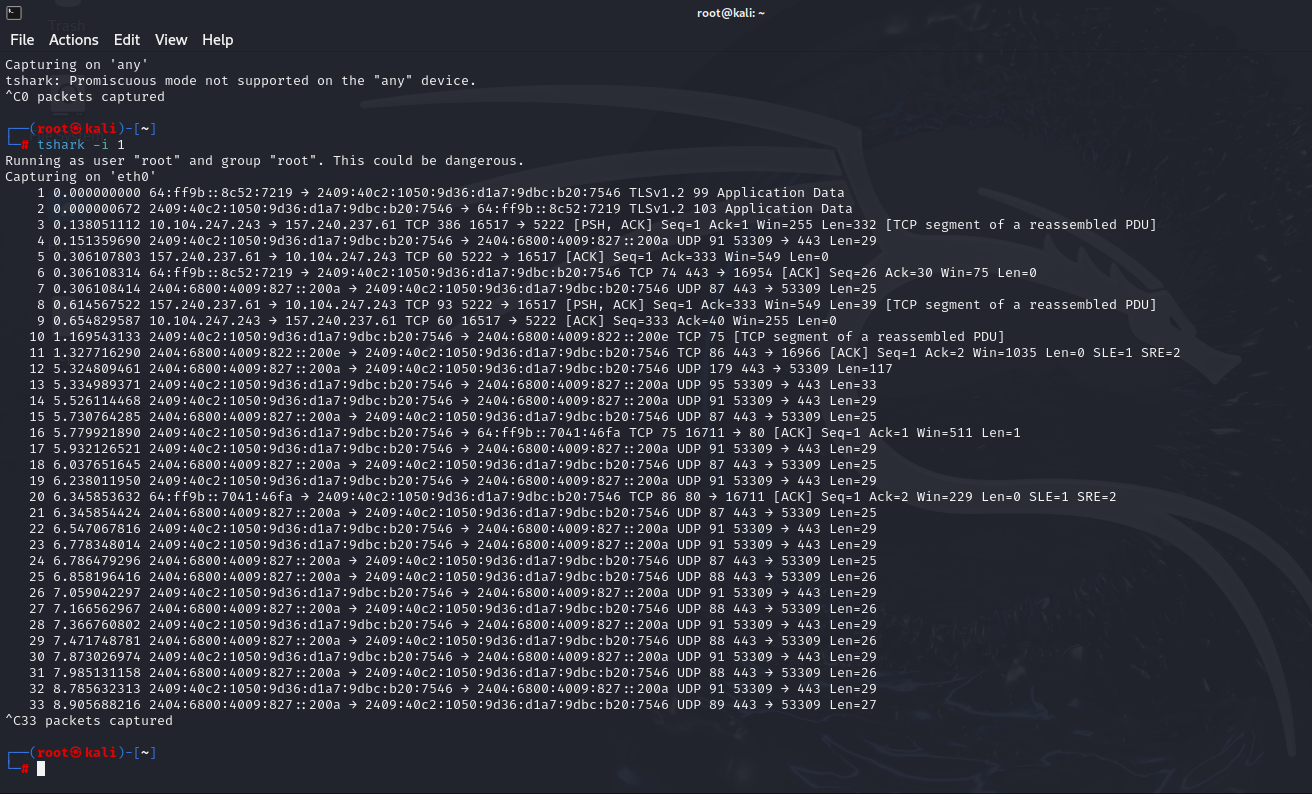 Trash
root@kali: ~
File Actions Edit View Help
Capturing on 'any'
tshark: Promiscuous mode not supported on the "any" device.
^C0 packets captured
┌──(root㉿kali)-[~]
└─# tshark -i 1
Running as user "root" and group "root". This could be dangerous.
Capturing on 'eth0'
1 0.000000000 64:ff9b::8c52:7219 → 2409:40c2:1050:9d36:d1a7:9dbc:b20:7546 TLSv1.2 99 Application Data
2 0.000000672 2409:40c2:1050:9d36:d1a7:9dbc:b20:7546 → 64:ff9b::8c52:7219 TLSv1.2 103 Application Data
3 0.138051112 10.104.247.243 → 157.240.237.61 TCP 386 16517 → 5222 [PSH, ACK] Seq=1 Ack=1 Win=255 Len=332 [TCP segment of a reassembled PDU]
4 0.151359690 2409:40c2:1050:9d36:d1a7:9dbc:b20:7546 → 2404:6800:4009:827::200a UDP 91 53309 → 443 Len=29
5 0.306107803 157.240.237.61 → 10.104.247.243 TCP 60 5222 → 16517 [ACK] Seq=1 Ack=333 Win=549 Len=0
6 0.306108314 64:ff9b::8c52:7219 → 2409:40c2:1050:9d36:d1a7:9dbc:b20:7546 TCP 74 443 → 16954 [ACK] Seq=26 Ack=30 Win=75 Len=0
7 0.306108414 2404:6800:4009:827::200a → 2409:40c2:1050:9d36:d1a7:9dbc:b20:7546 UDP 87 443 → 53309 Len=25
8 0.614567522 157.240.237.61 → 10.104.247.243 TCP 93 5222 → 16517 [PSH, ACK] Seq=1 Ack=333 Win=549 Len=39 [TCP segment of a reassembled PDU]
9 0.654829587 10.104.247.243 → 157.240.237.61 TCP 60 16517 → 5222 [ACK] Seq=333 Ack=40 Win=255 Len=0
10 1.169543133 2409:40c2:1050:9d36:d1a7:9dbc:b20:7546 → 2404:6800:4009:822::200e TCP 75 [TCP segment of a reassembled PDU]
11 1.327716290 2404:6800:4009:822::200e → 2409:40c2:1050:9d36:d1a7:9dbc:b20:7546 TCP 86 443 → 16966 [ACK] Seq=1 Ack=2 Win=1035 Len=0 SLE=1 SRE=2
12 5.324809461 2404:6800:4009:827::200a → 2409:40c2:1050:9d36:d1a7:9dbc:b20:7546 UDP 179 443 → 53309 Len=117
13 5.334989371 2409:40c2:1050:9d36:d1a7:9dbc:b20:7546 → 2404:6800:4009:827::200a UDP 95 53309 → 443 Len=33
14 5.526114468 2409:40c2:1050:9d36:d1a7:9dbc:b20:7546 → 2404:6800:4009:827::200a UDP 91 53309 → 443 Len=29
15 5.730764285 2404:6800:4009:827::200a → 2409:40c2:1050:9d36:d1a7:9dbc:b20:7546 UDP 87 443 → 53309 Len=25
16 5.779921890 2409:40c2:1050:9d36:d1a7:9dbc:b20:7546 → 64:ff9b::7041:46fa TCP 75 16711 → 80 [ACK] Seq=1 Ack=1 Win=511 Len=1
17 5.932126521 2409:40c2:1050:9d36:d1a7:9dbc:b20:7546 → 2404:6800:4009:827::200a UDP 91 53309 → 443 Len=29
18 6.037651645 2404:6800:4009:827::200a → 2409:40c2:1050:9d36:d1a7:9dbc:b20:7546 UDP 87 443 → 53309 Len=25
19 6.238011950 2409:40c2:1050:9d36:d1a7:9dbc:b20:7546 → 2404:6800:4009:827::200a UDP 91 53309 → 443 Len=29
20 6.345853632 64:ff9b::7041:46fa → 2409:40c2:1050:9d36:d1a7:9dbc:b20:7546 TCP 86 80 → 16711 [ACK] Seq=1 Ack=2 Win=229 Len=0 SLE=1 SRE=2
21 6.345854424 2404:6800:4009:827::200a → 2409:40c2:1050:9d36:d1a7:9dbc:b20:7546 UDP 87 443 → 53309 Len=25
22 6.547067816 2409:40c2:1050:9d36:d1a7:9dbc:b20:7546 → 2404:6800:4009:827::200a UDP 91 53309 → 443 Len=29
23 6.778348014 2409:40c2:1050:9d36:d1a7:9dbc:b20:7546 → 2404:6800:4009:827::200a UDP 91 53309 → 443 Len=29
24 6.786479296 2404:6800:4009:827::200a → 2409:40c2:1050:9d36:d1a7:9dbc:b20:7546 UDP 87 443 → 53309 Len=25
25 6.858196416 2404:6800:4009:827::200a → 2409:40c2:1050:9d36:d1a7:9dbc:b20:7546 UDP 88 443 → 53309 Len=26
26 7.059042297 2409:40c2:1050:9d36:d1a7:9dbc:b20:7546 → 2404:6800:4009:827::200a UDP 91 53309 → 443 Len=29
27 7.166562967 2404:6800:4009:827::200a → 2409:40c2:1050:9d36:d1a7:9dbc:b20:7546 UDP 88 443 → 53309 Len=26
28 7.366760802 2409:40c2:1050:9d36:d1a7:9dbc:b20:7546 → 2404:6800:4009:827::200a UDP 91 53309 → 443 Len=29
29 7.471748781 2404:6800:4009:827::200a → 2409:40c2:1050:9d36:d1a7:9dbc:b20:7546 UDP 88 443 → 53309 Len=26
30 7.873026974 2409:40c2:1050:9d36:d1a7:9dbc:b20:7546 → 2404:6800:4009:827::200a UDP 91 53309 → 443 Len=29
31 7.985131158 2404:6800:4009:827::200a → 2409:40c2:1050:9d36:d1a7:9dbc:b20:7546 UDP 88 443 → 53309 Len=26
32 8.785632313 2409:40c2:1050:9d36:d1a7:9dbc:b20:7546 → 2404:6800:4009:827::200a UDP 91 53309 → 443 Len=29
33 8.905688216 2404:6800:4009:827::200a → 2409:40c2:1050:9d36:d1a7:9dbc:b20:7546 UDP 89 443 → 53309 Len=27
^C33 packets captured
┌──(root㉿kali)-[~]
└─#